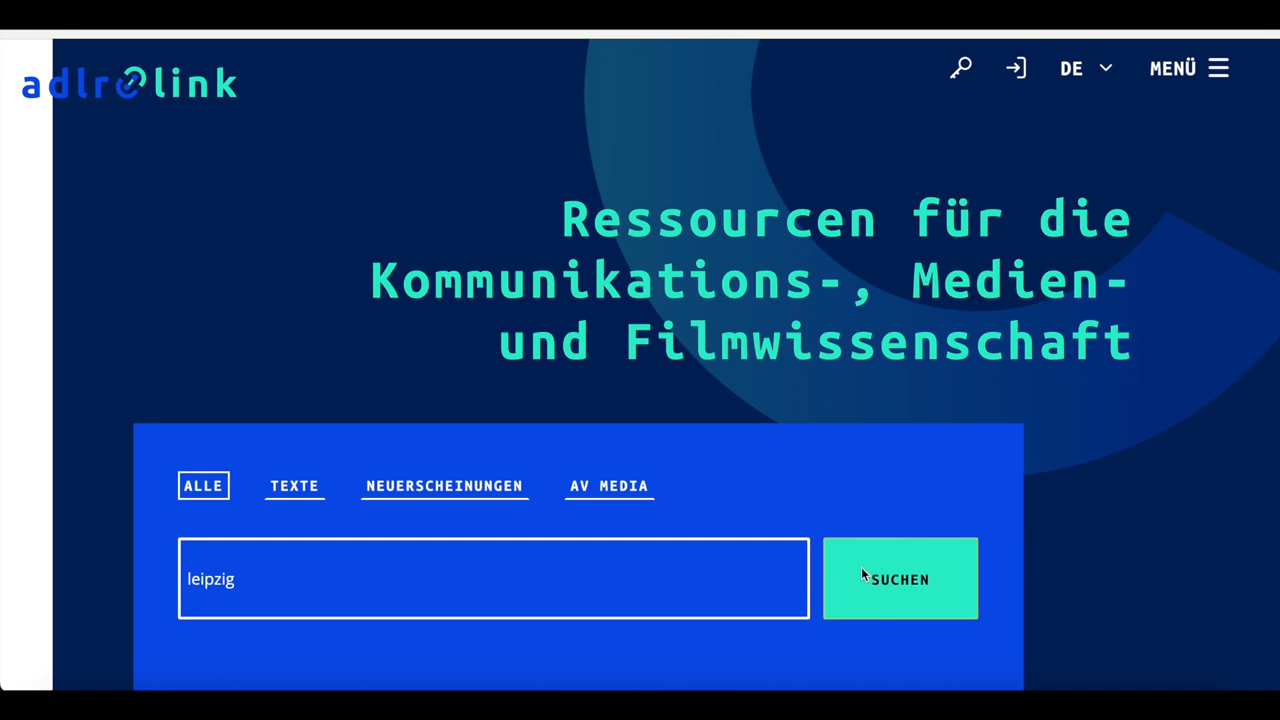 adlr link
DE
MENÜ
Ressourcen für die
Kommunikations-, Medien-
und Filmwissenschaft
ALLE TEXTE NEUERSCHEINUNGEN AV MEDIA
leipzig
SUCHEN